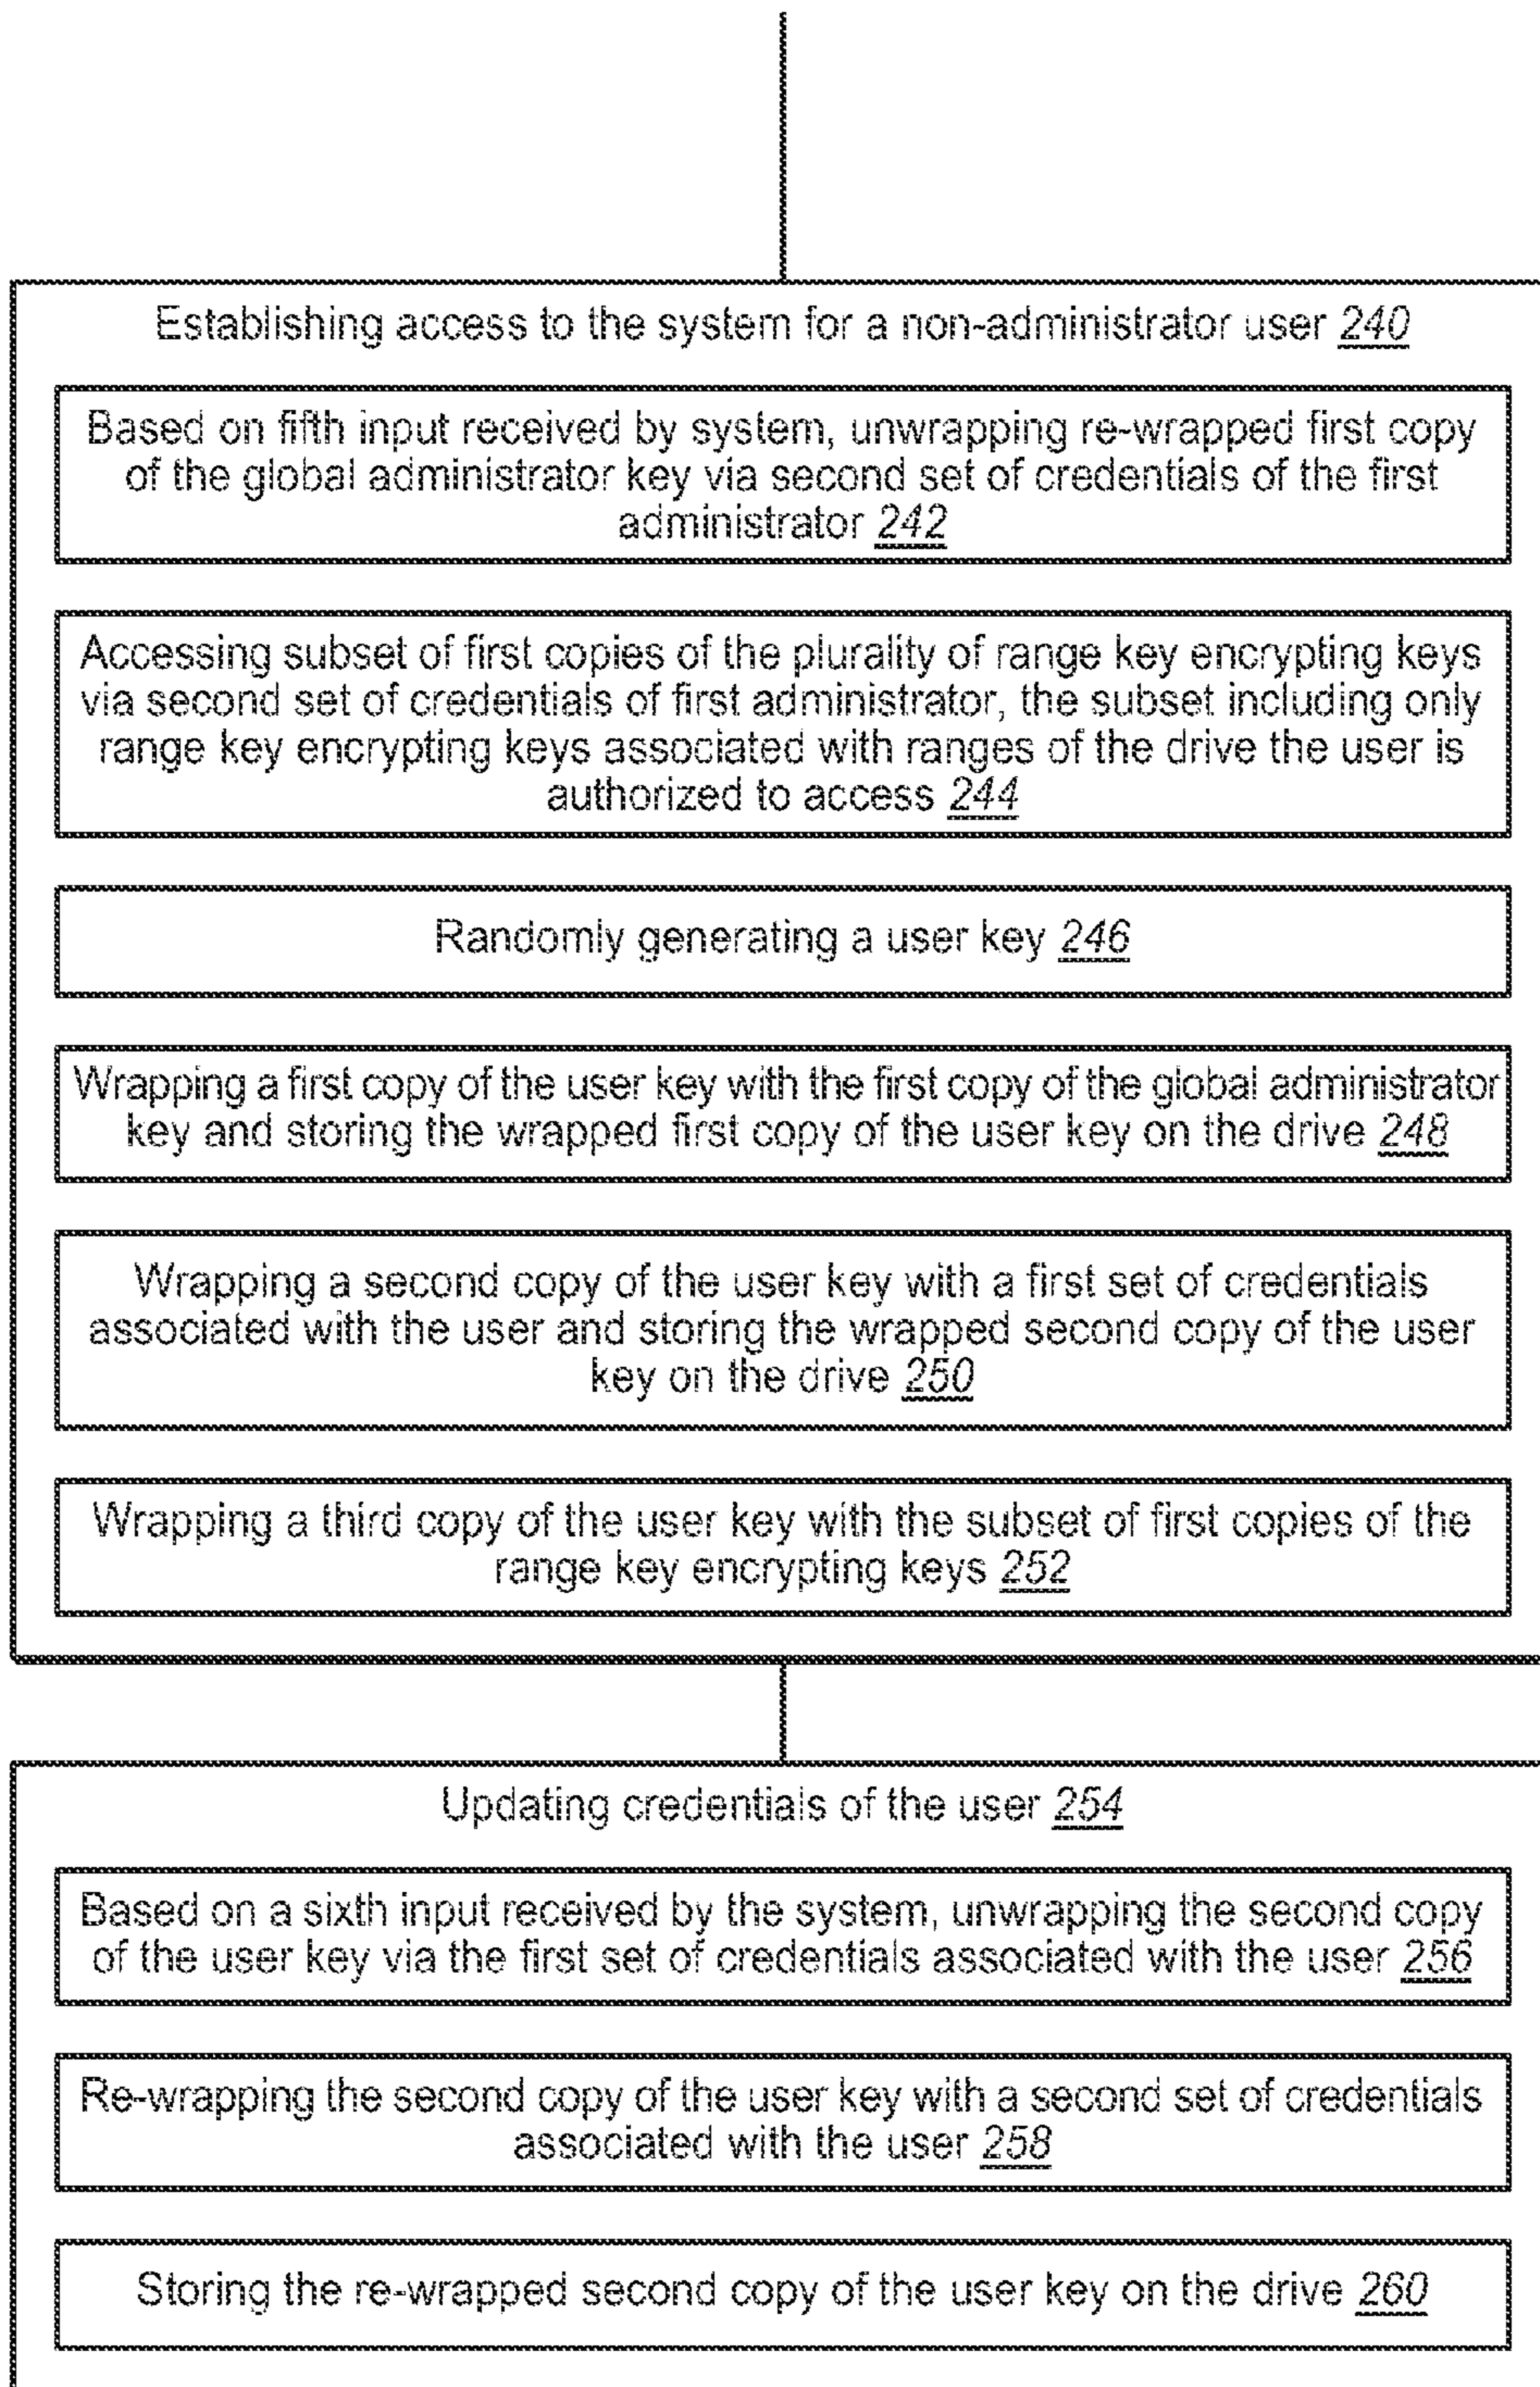 Establishing access to the system for a non-administrator user 240
Based on fifth input received by system, unwrapping re-wrapped first copy
of the global administrator key via second set of credentials of the first
administrator 242
Accessing subset of first copies of the plurality of range key encrypting keys
via second set of credentials of first administrator, the subset including only
range key encrypting keys associated with ranges of the drive the user is
authorized to access 244
Randomly generating a user key 246
Wrapping a first copy of the user key with the first copy of the global administrator
key and storing the wrapped first copy of the user key on the drive 248
Wrapping a second copy of the user key with a first set of credentials
associated with the user and storing the wrapped second copy of the user
key on the drive 250
Wrapping a third copy of the user key with the subset of first copies of the
range key encrypting keys 252
Updating credentials of the user 254
Based on a sixth input received by the system, unwrapping the second copy
of the user key via the first set of credentials associated with the user 256
Re-wrapping the second copy of the user key with a second set of credentials
associated with the user 258
Storing the re-wrapped second copy of the user key on the drive 260